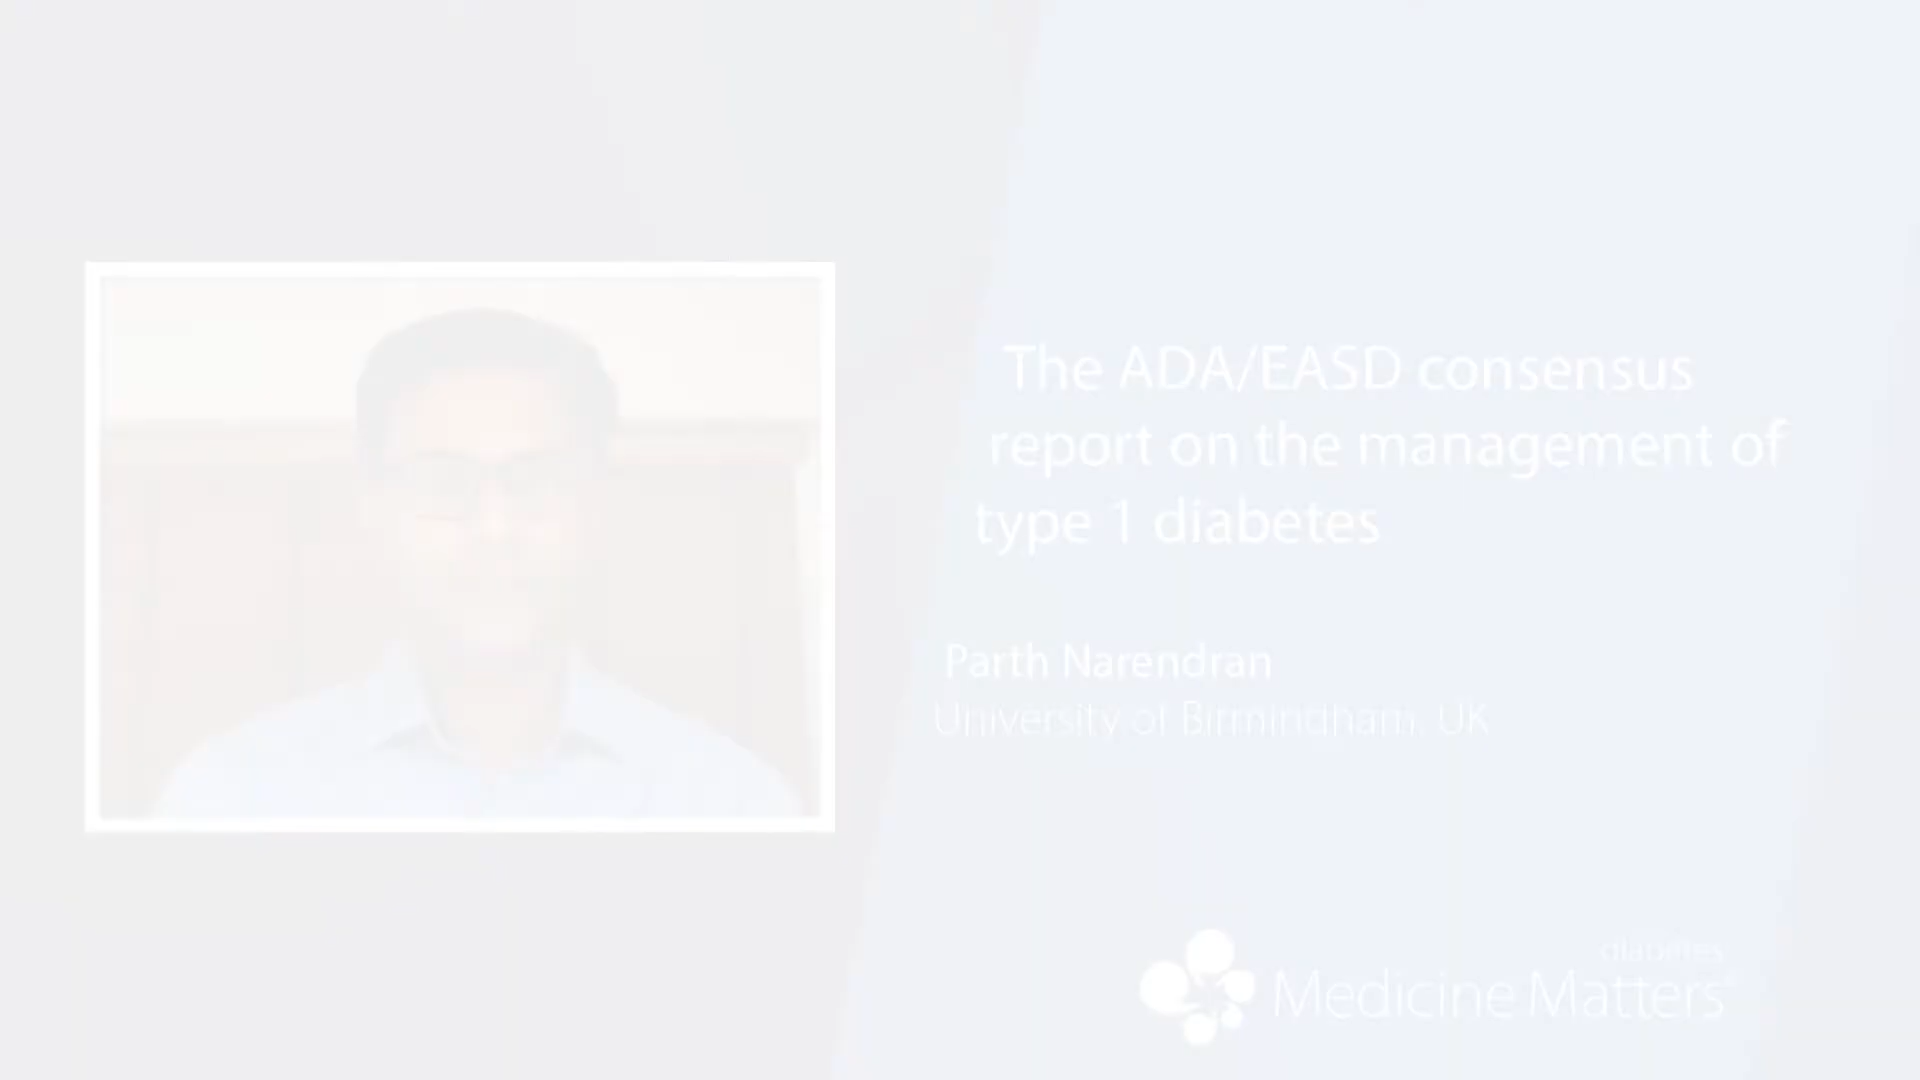 The ADA/EASD consensus
report on the management of
type 1 diabetes
Parth Narendran
University of Birmingham, UK
diabetes
Medicine Matters